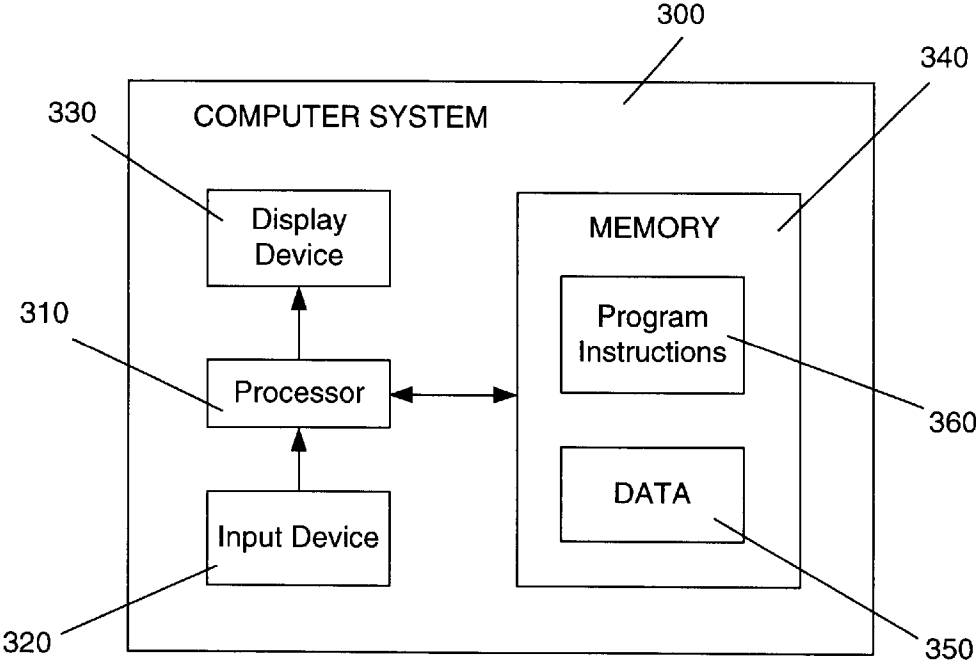 300
340
COMPUTER SYSTEM
330
Display
Device
MEMORY
310
Program
Instructions
Processor
360
DATA
Input Device
320
350